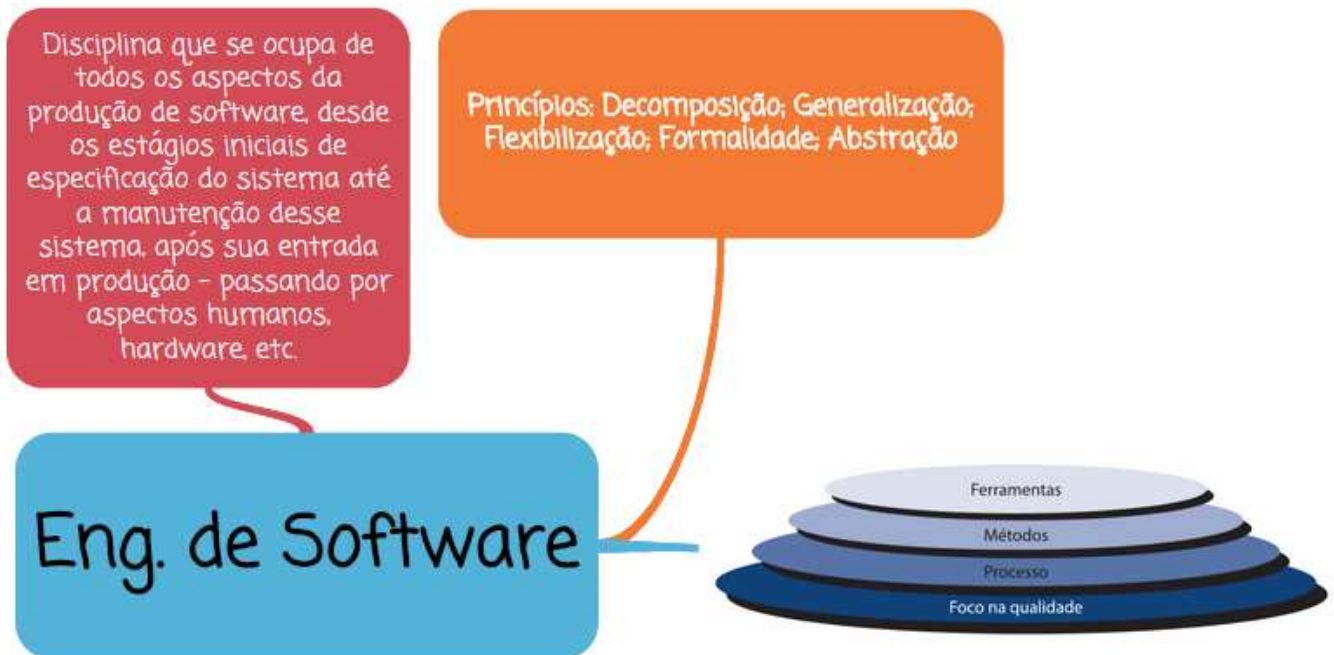 Disciplina que se ocupa de
todos os aspectos da
produção de software, desde
os estágios iniciais de
especificação do sistema até
a manutenção desse
sistema, após sua entrada
em produção - passando por
aspectos humanos,
hardware, etc.
Princípios: Decomposição; Generalização;
Flexibilização; Formalidade; Abstração
Eng. de Software
Ferramentas
Métodos
Processo
Foco na qualidade